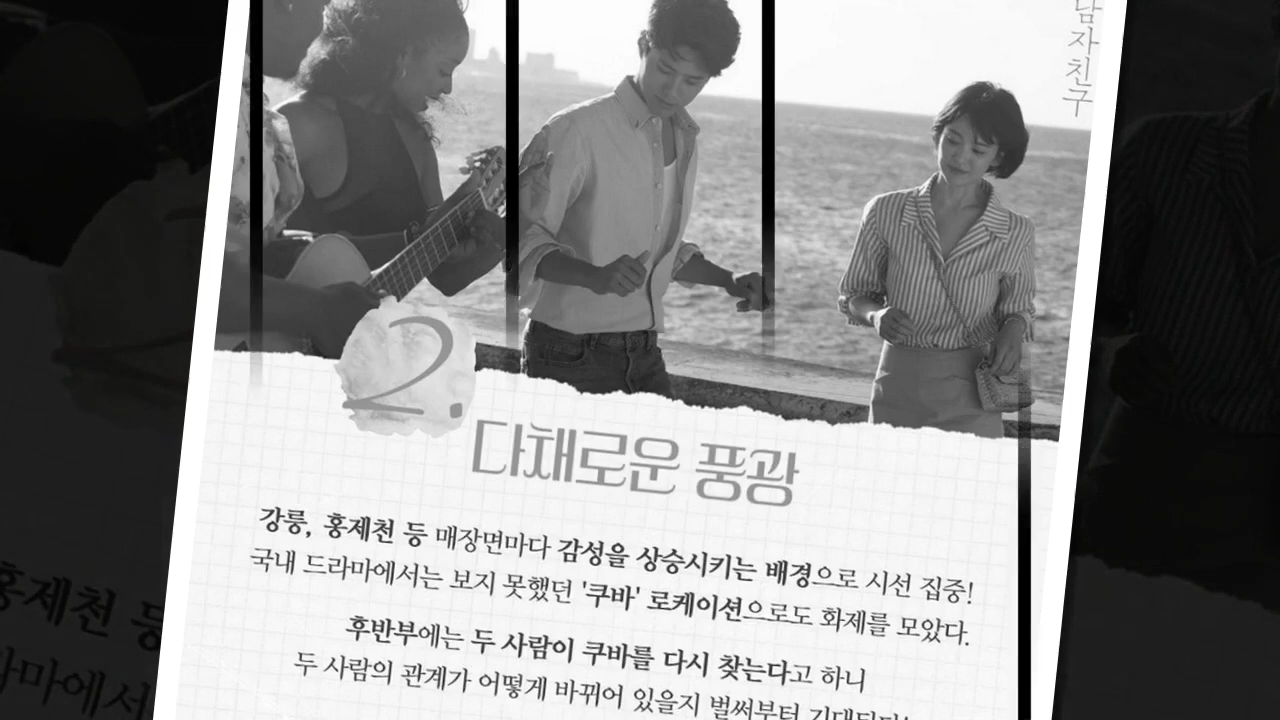 남자친구
2.
다채로운 풍광
강릉, 홍제천 등 매장면마다 감성을 상승시키는 배경으로 시선 집중!
국내 드라마에서는 보지 못했던 '쿠바' 로케이션으로도 화제를 모았다.
후반부에는 두 사람이 쿠바를 다시 찾는다고 하니
두 사람의 관계가 어떻게 바뀌어 있을지 벌써부터
홍제천 등